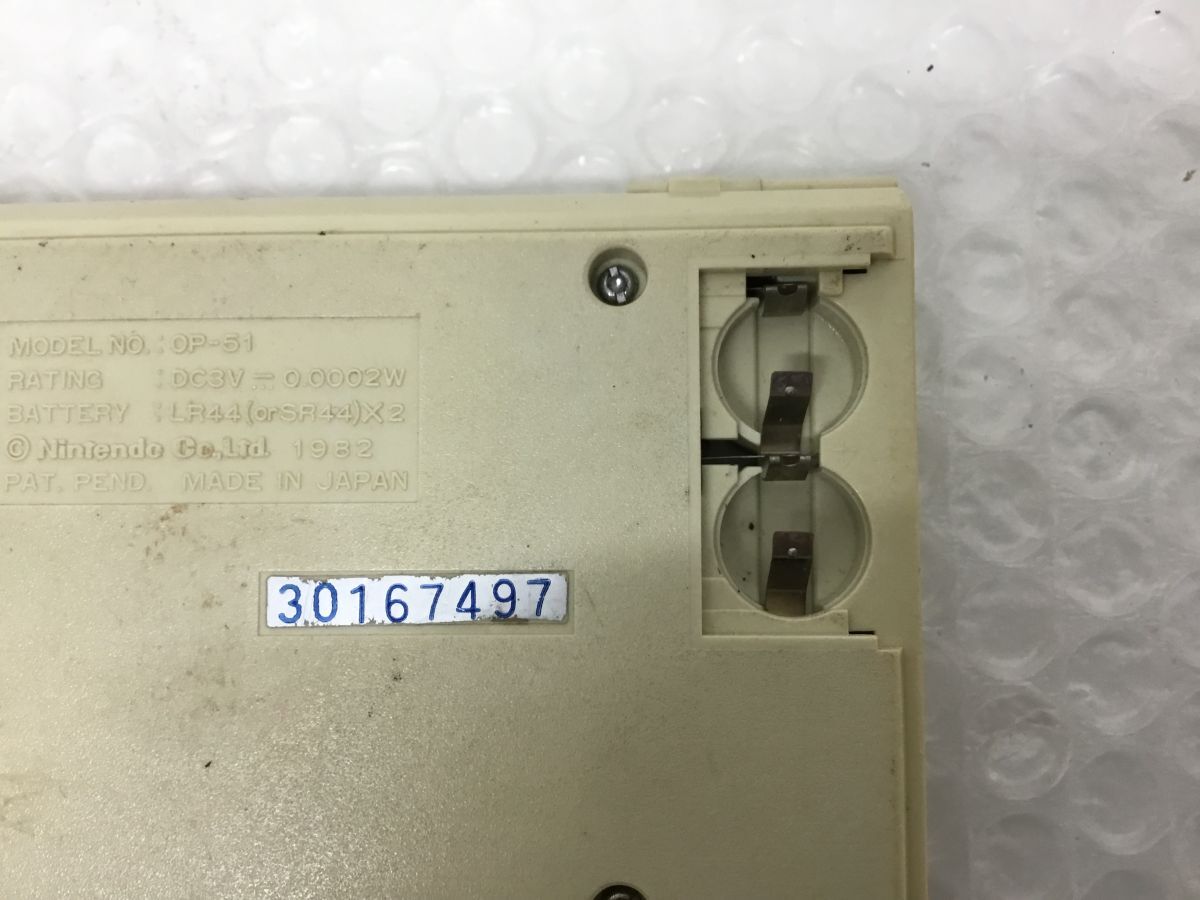 MODEL NO. : OP-51
RATING : DC3V ⎓ 0.0002W
BATTERY : LR44 (or SR44) X 2
© Nintendo Co., Ltd. 1982
PAT. PEND. MADE IN JAPAN
30167497